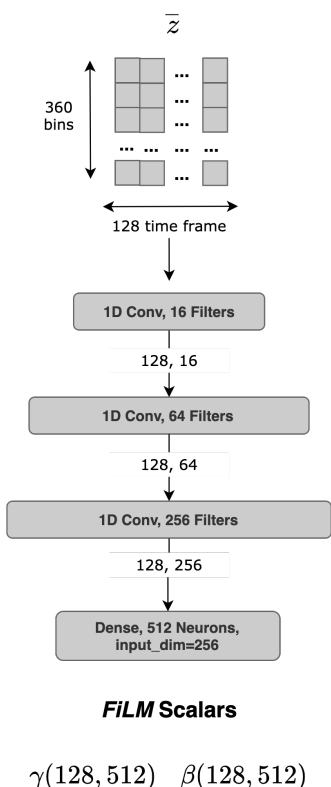 z̄
360
bins
...
...
...
... ... ... ...
...
128 time frame
1D Conv, 16 Filters
128, 16
1D Conv, 64 Filters
128, 64
1D Conv, 256 Filters
128, 256
Dense, 512 Neurons,
input_dim=256
FiLM Scalars
γ(128, 512) β(128, 512)